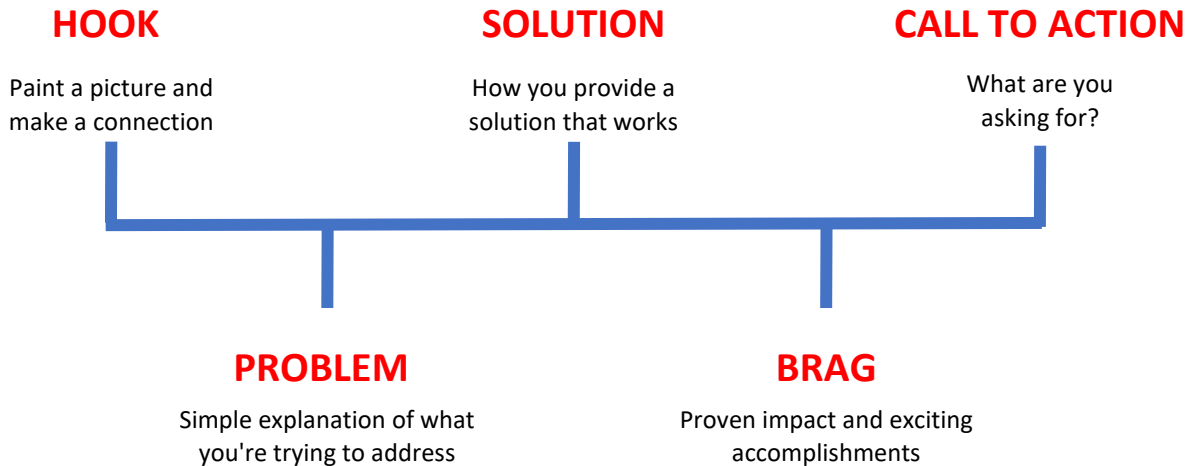 HOOK
Paint a picture and
make a connection
PROBLEM
Simple explanation of what
you're trying to address
SOLUTION
How you provide a
solution that works
BRAG
Proven impact and exciting
accomplishments
CALL TO ACTION
What are you
asking for?